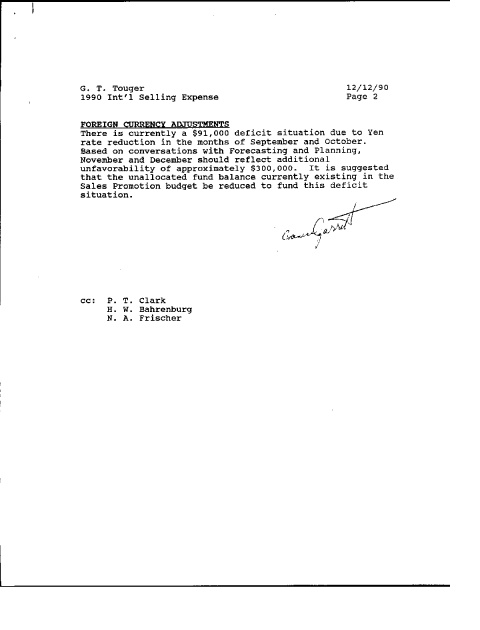 G. T. Touger 12/12/90
1990 Int'l Selling Expense Page 2
FOREIGN CURRENCY ADJUSTMENTS
There is currently a $91,000 deficit situation due to Yen
rate reduction in the months of September and October.
Based on conversations with Forecasting and Planning,
November and December should reflect additional
unfavorability of approximately $300,000. It is suggested
that the unallocated fund balance currently existing in the
Sales Promotion budget be reduced to fund this deficit
situation.
cc: P. T. Clark
H. W. Bahrenburg
N. A. Frischer